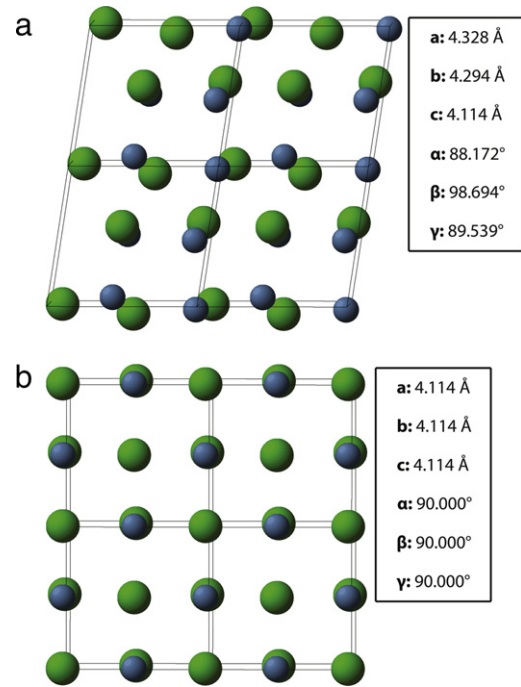 a
a: 4.328 Å
b: 4.294 Å
c: 4.114 Å
α: 88.172°
β: 98.694°
γ: 89.539°
b
a: 4.114 Å
b: 4.114 Å
c: 4.114 Å
α: 90.000°
β: 90.000°
γ: 90.000°